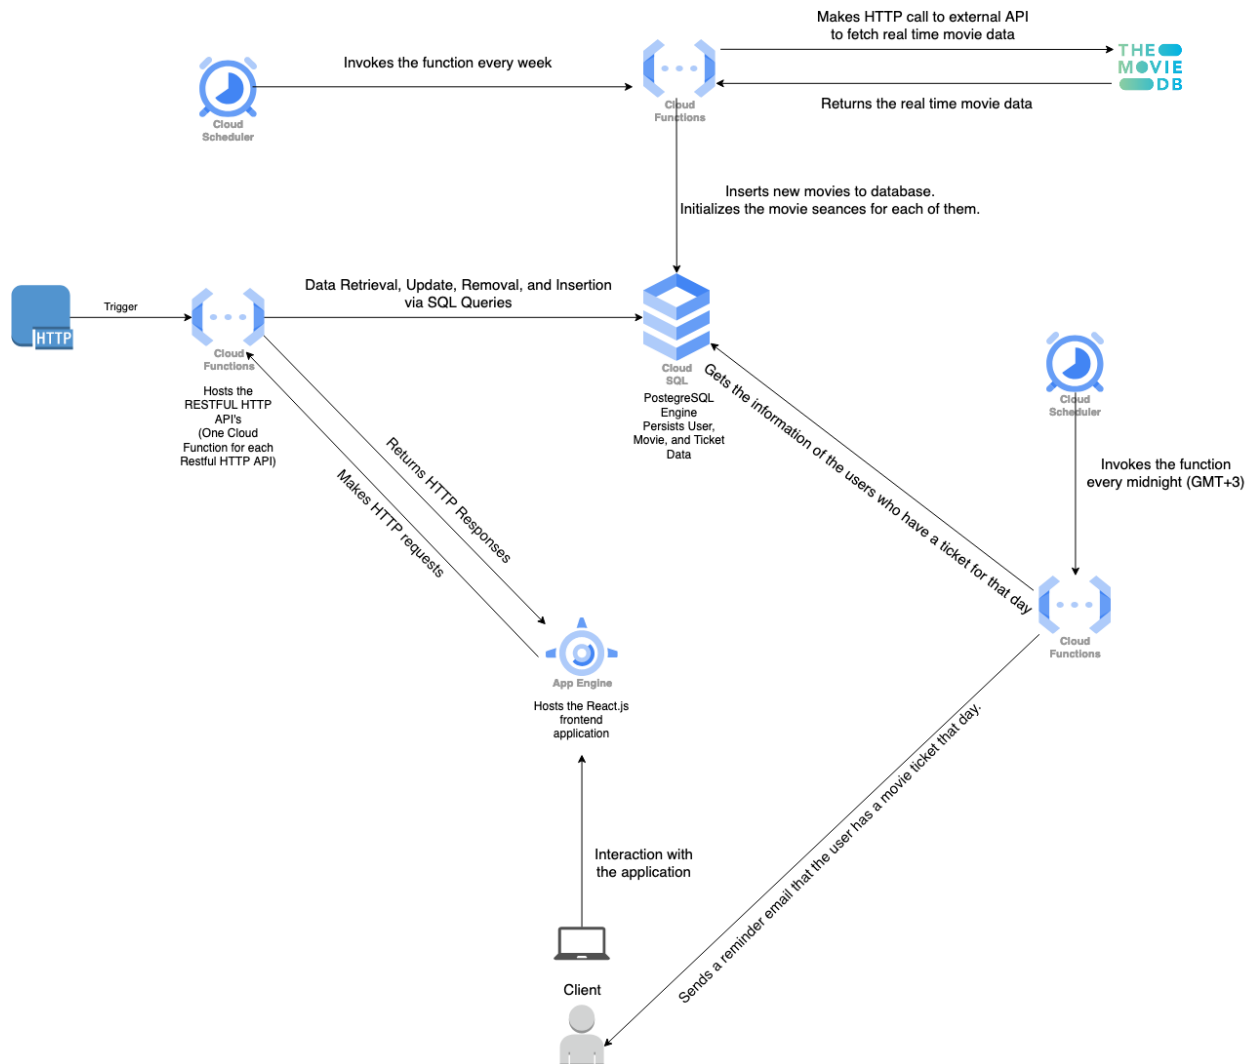 Makes HTTP call to external API
to fetch real time movie data
THE
MOVIE
DB
Invokes the function every week
Returns the real time movie data
Cloud
Scheduler
Cloud
Functions
Inserts new movies to database.
Initializes the movie seances for each of them.
Data Retrieval, Update, Removal, and Insertion
via SQL Queries
HTTP
Trigger
Cloud
Functions
Hosts the
RESTFUL HTTP
API's
(One Cloud
Function for each
Restful HTTP API)
Cloud
SQL
PostegreSQL
Engine
Persists User,
Movie, and Ticket
Data
Gets the information of the users who have a ticket for that day
Cloud
Scheduler
Invokes the function
every midnight (GMT+3)
Returns HTTP Responses
Makes HTTP requests
Cloud
Functions
App Engine
Hosts the React.js
frontend
application
Sends a reminder email that the user has a movie ticket that day.
Interaction with
the application
Client